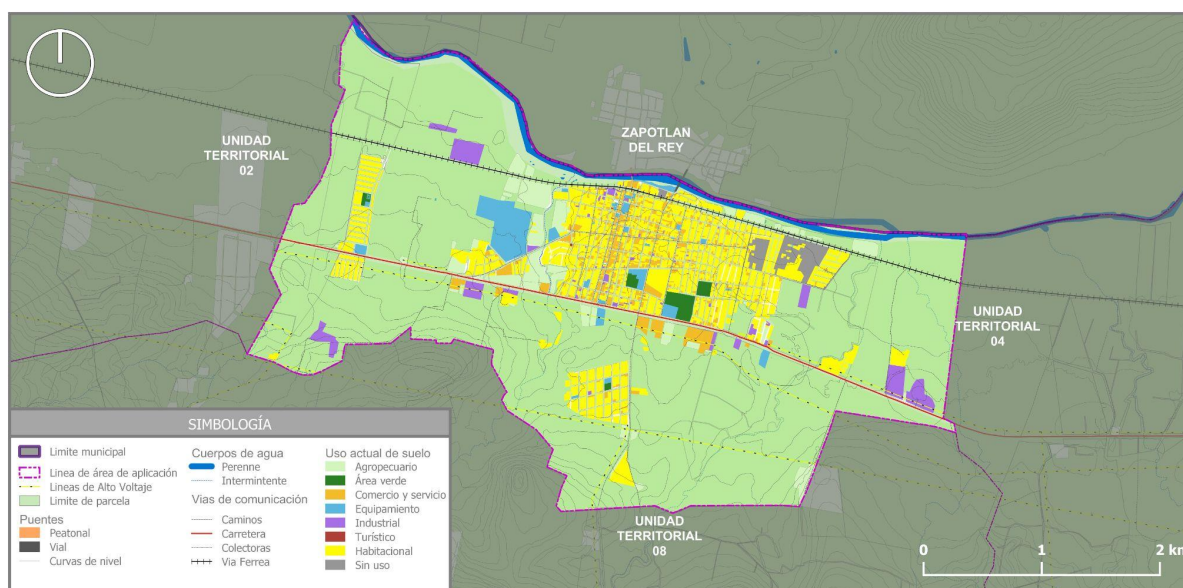 UNIDAD
TERRITORIAL
02
ZAPOTLAN
DEL REY
UNIDAD
TERRITORIAL
04
UNIDAD
TERRITORIAL
08
SIMBOLOGÍA
Limite municipal
Linea de área de aplicación
Lineas de Alto Voltaje
Limite de parcela
Puentes
Peatonal
Vial
Curvas de nivel
Cuerpos de agua
Perenne
Intermintente
Vias de comunicación
Caminos
Carretera
Colectoras
Via Ferrea
Uso actual de suelo
Agropecuario
Área verde
Comercio y servicio
Equipamiento
Industrial
Turístico
Habitacional
Sin uso
0 1 2 km